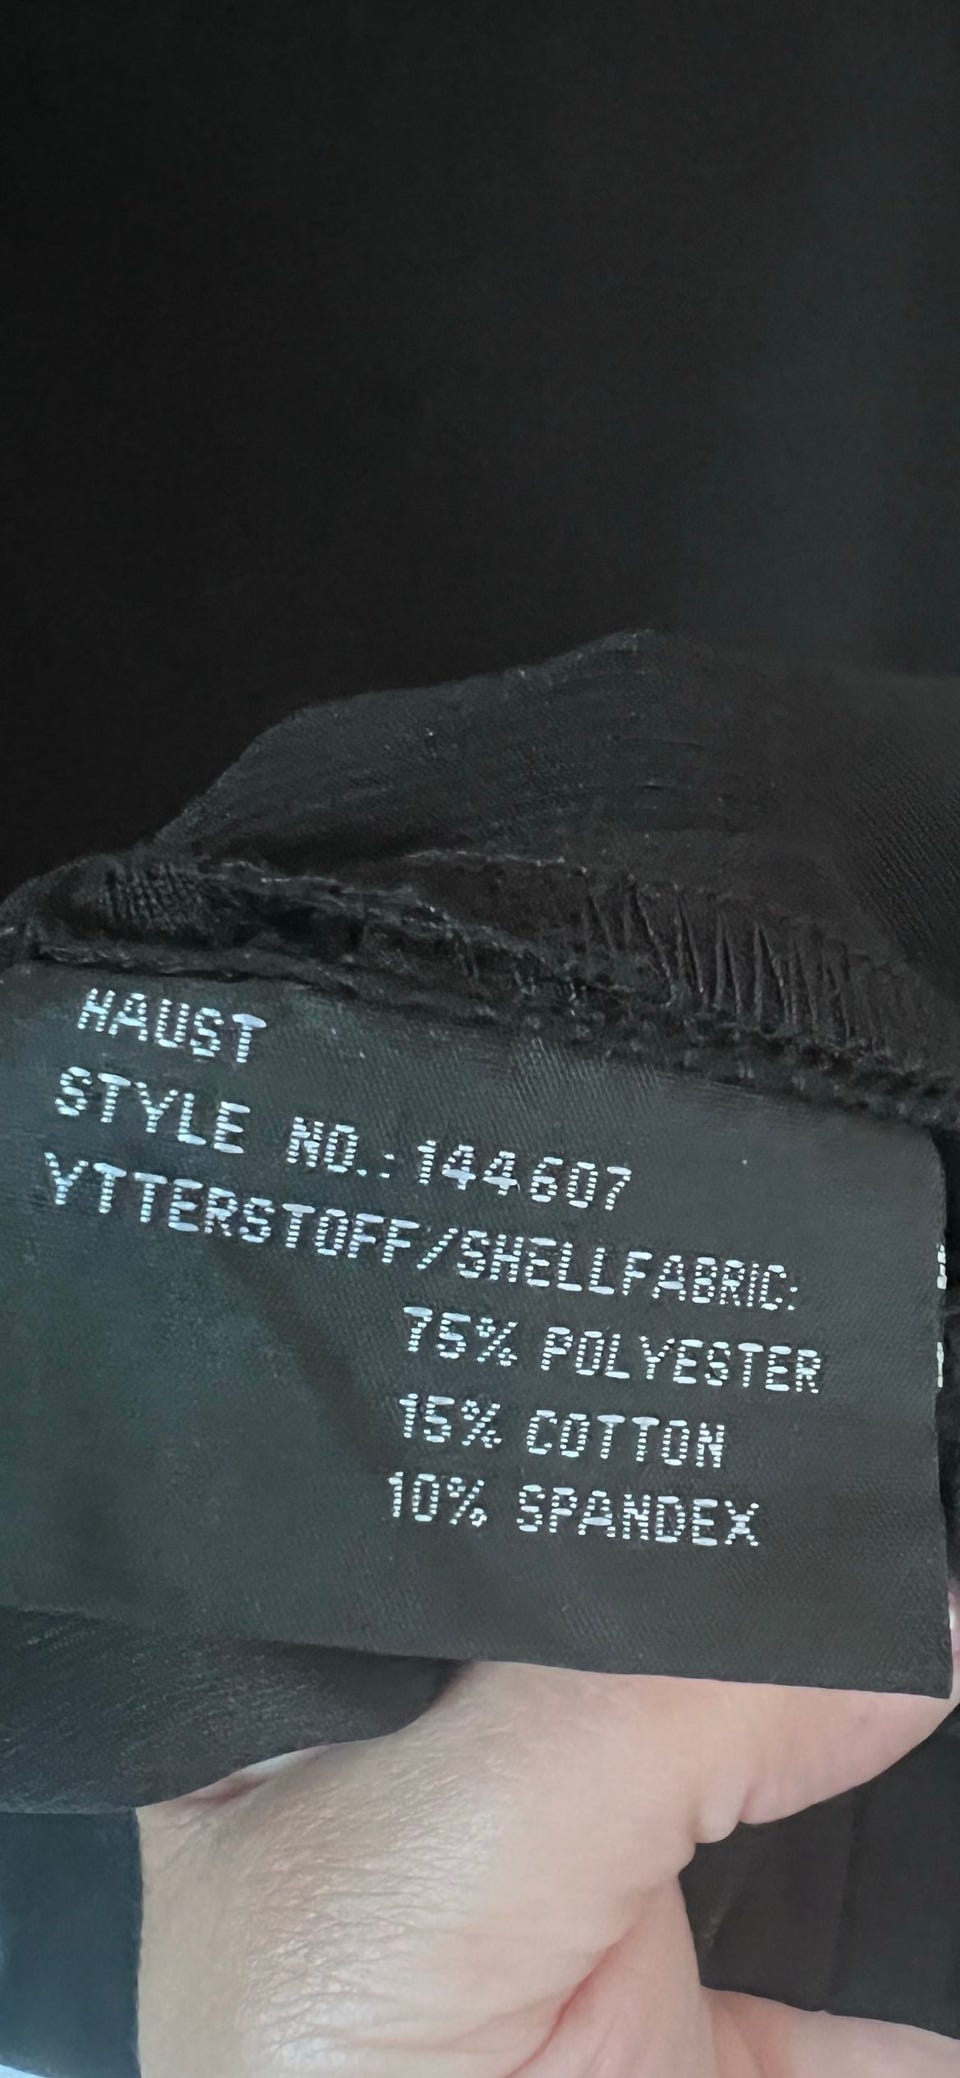 HAUST
STYLE NO.:144607
YTTERSTOFF/SHELLFABRIC:
75% POLYESTER
15% COTTON
10% SPANDEX